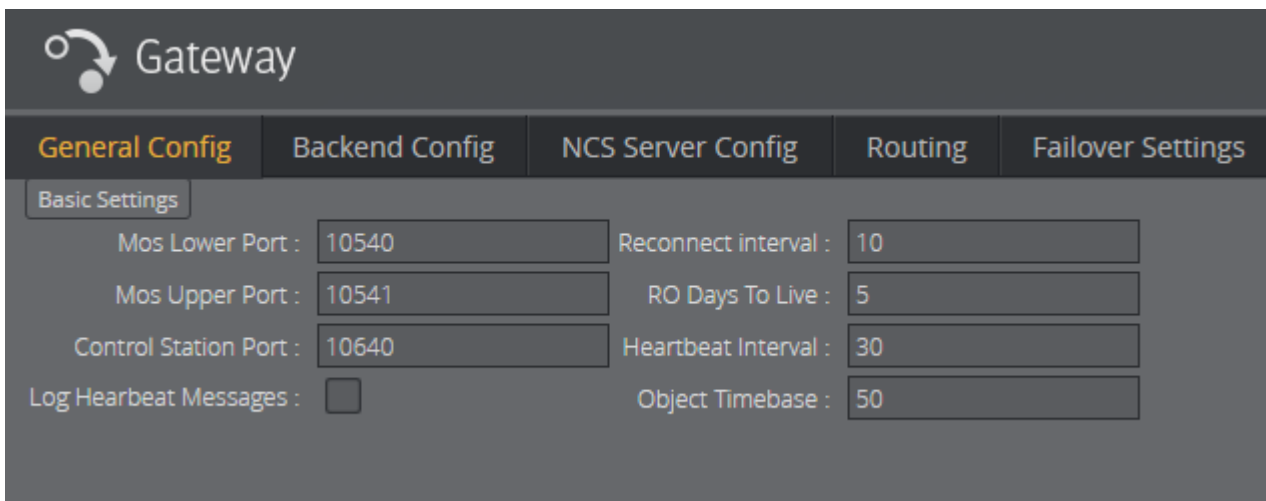 Gateway
General Config Backend Config NCS Server Config Routing Failover Settings
Basic Settings
Mos Lower Port : 10540 Reconnect interval : 10
Mos Upper Port : 10541 RO Days To Live : 5
Control Station Port : 10640 Heartbeat Interval : 30
Log Hearbeat Messages : Object Timebase : 50